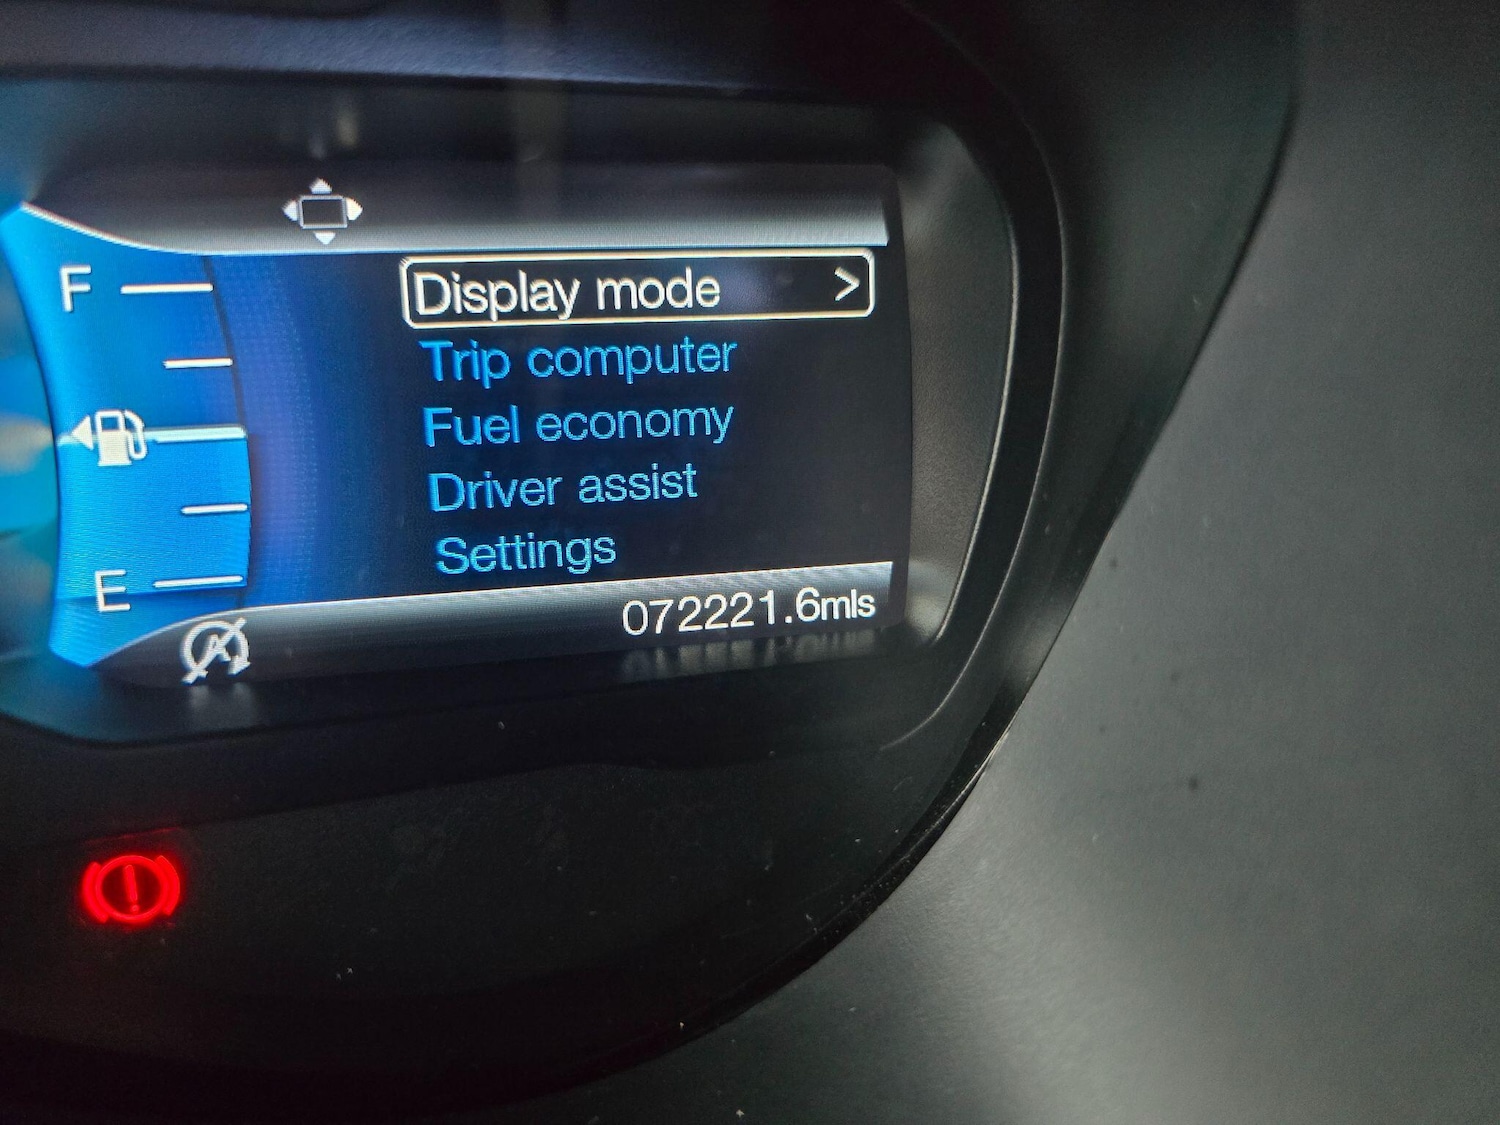 F
Display mode >
Trip computer
Fuel economy
Driver assist
Settings
E
072221.6mls